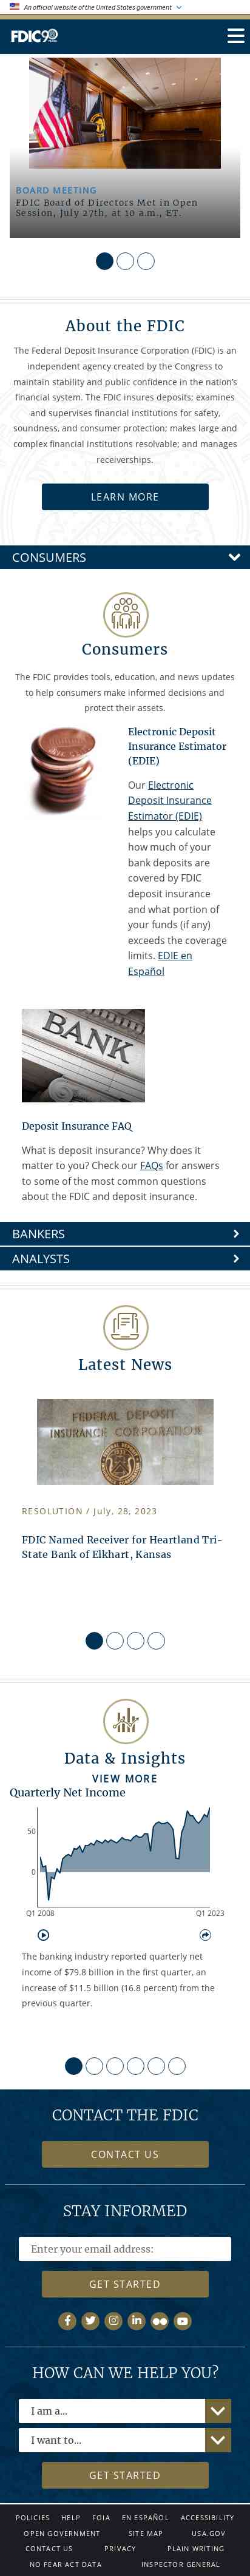 An official website of the United States government
FDIC 90
BOARD MEETING
FDIC Board of Directors Met in Open
Session, July 27th, at 10 a.m., ET.
About the FDIC
The Federal Deposit Insurance Corporation (FDIC) is an
independent agency created by the Congress to
maintain stability and public confidence in the nation's
financial system. The FDIC insures deposits; examines
and supervises financial institutions for safety,
soundness, and consumer protection; makes large and
complex financial institutions resolvable; and manages
receiverships.
LEARN MORE
CONSUMERS
Consumers
The FDIC provides tools, education, and news updates
to help consumers make informed decisions and
protect their assets.
Electronic Deposit
Insurance Estimator
(EDIE)
Our Electronic
Deposit Insurance
Estimator (EDIE)
helps you calculate
how much of your
bank deposits are
covered by FDIC
deposit insurance
and what portion of
your funds (if any)
exceeds the coverage
limits. EDIE en
Español
BANK
Deposit Insurance FAQ
What is deposit insurance? Why does it
matter to you? Check our FAQs for answers
to some of the most common questions
about the FDIC and deposit insurance.
BANKERS
ANALYSTS
Latest News
FEDERAL DEPOSIT
INSURANCE CORPORATION
RESOLUTION / July, 28, 2023
FDIC Named Receiver for Heartland Tri-
State Bank of Elkhart, Kansas
Data & Insights
VIEW MORE
Quarterly Net Income
50
0
Q1 2008 Q1 2023
The banking industry reported quarterly net
income of $79.8 billion in the first quarter, an
increase of $11.5 billion (16.8 percent) from the
previous quarter.
CONTACT THE FDIC
CONTACT US
STAY INFORMED
Enter your email address:
GET STARTED
HOW CAN WE HELP YOU?
I am a...
I want to...
GET STARTED
POLICIES HELP FOIA EN ESPAÑOL ACCESSIBILITY
OPEN GOVERNMENT SITE MAP USA.GOV
CONTACT US PRIVACY PLAIN WRITING
NO FEAR ACT DATA INSPECTOR GENERAL